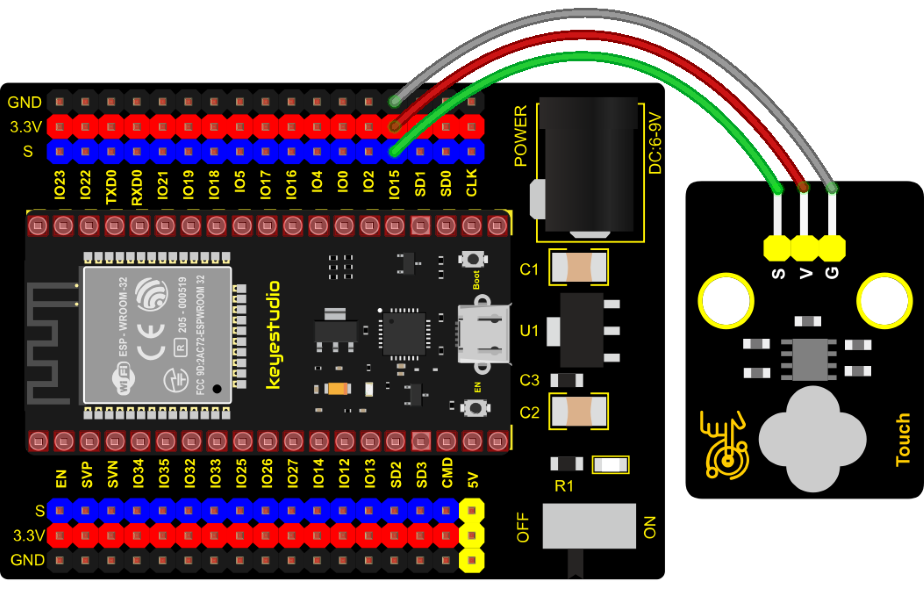 GND
3.3V
S
IO23
IO22
TXD0
RXD0
IO21
IO19
IO18
IO5
IO17
IO16
IO4
IO0
IO2
IO15
SD1
SD0
CLK
POWER
DC:6-9V
C1
U1
C3
C2
R1
OFF
ON
WiFi
ESP - WROOM-32
CE
R
205 - 000519
FCC 9D:2AC72-ESPWROOM32
keyestudio
Boot
EN
EN
SVP
SVN
IO34
IO35
IO32
IO33
IO25
IO26
IO27
IO14
IO12
IO13
SD2
SD3
CMD
5V
S
3.3V
GND
S
V
G
Touch